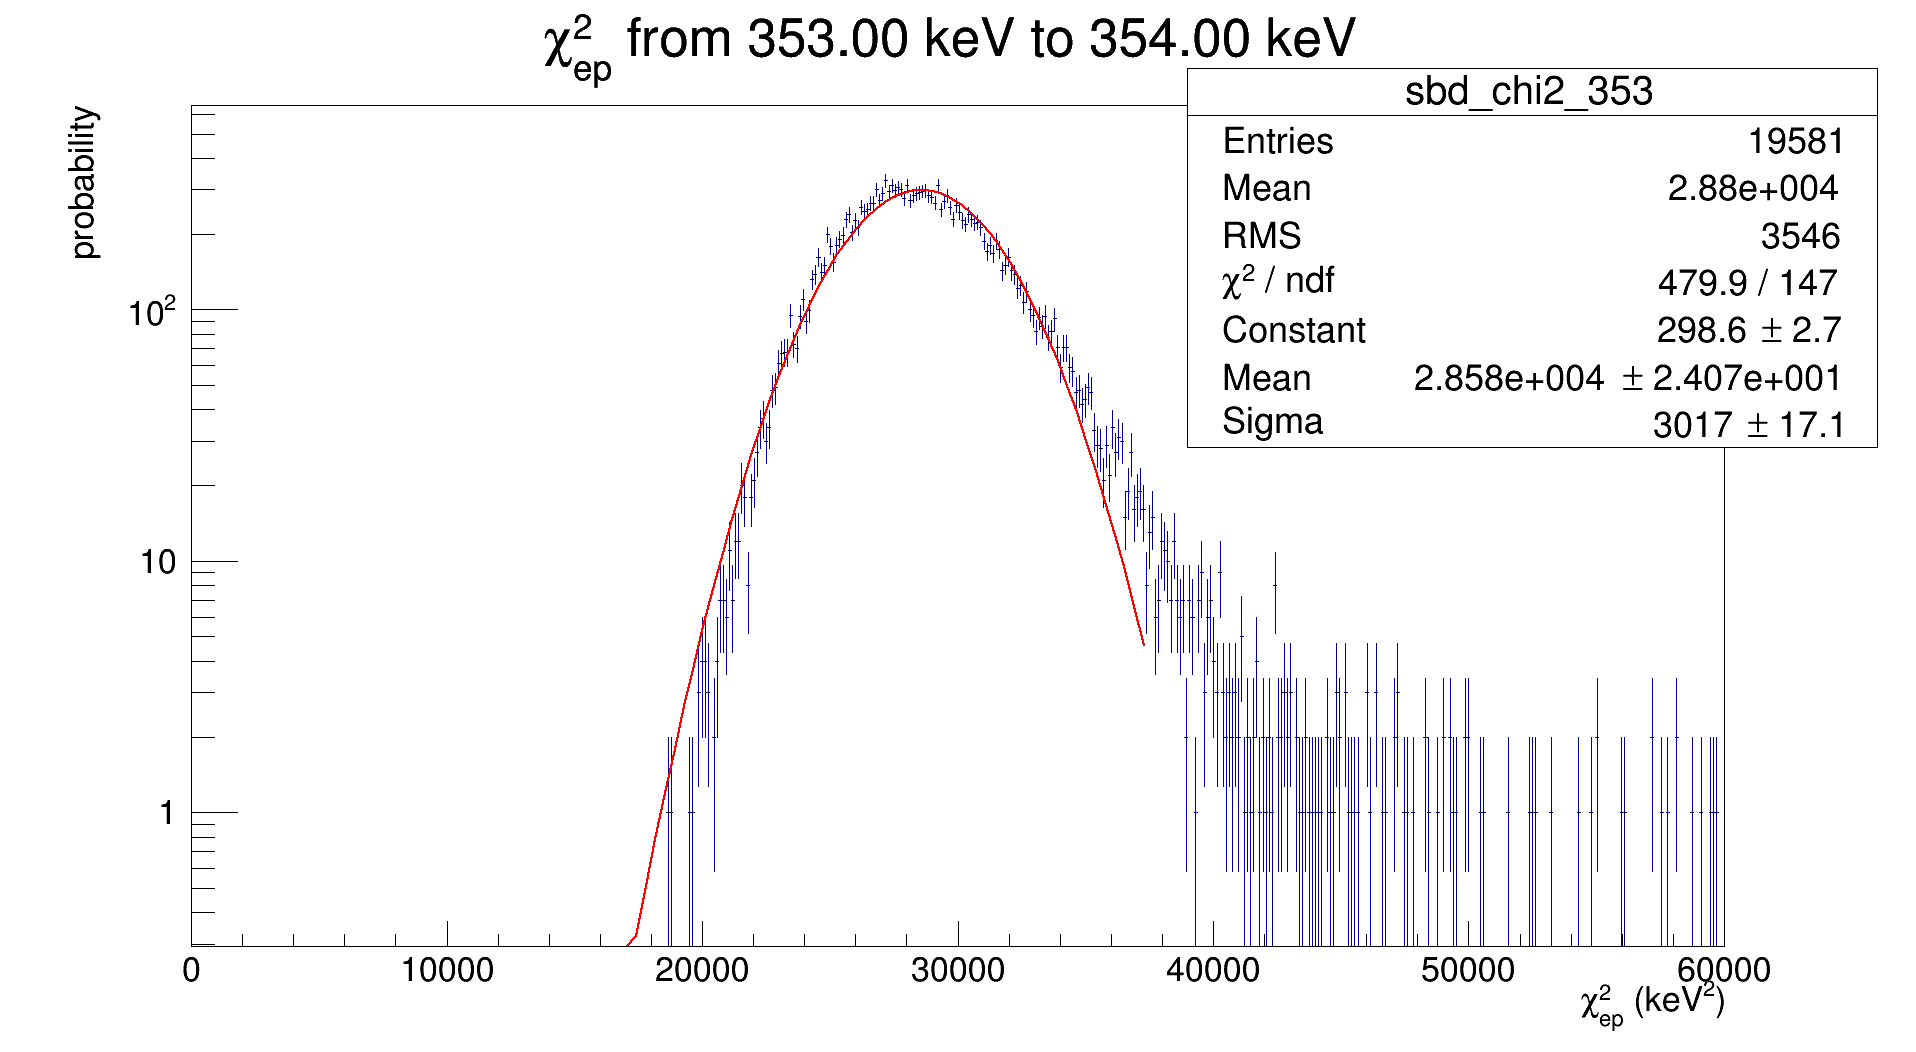 χ²ep from 353.00 keV to 354.00 keV
sbd_chi2_353
Entries 19581
Mean 2.88e+004
RMS 3546
χ² / ndf 479.9 / 147
Constant 298.6 ± 2.7
Mean 2.858e+004 ± 2.407e+001
Sigma 3017 ± 17.1
probability
10²
10
1
0 10000 20000 30000 40000 50000 60000
χ²ep (keV²)